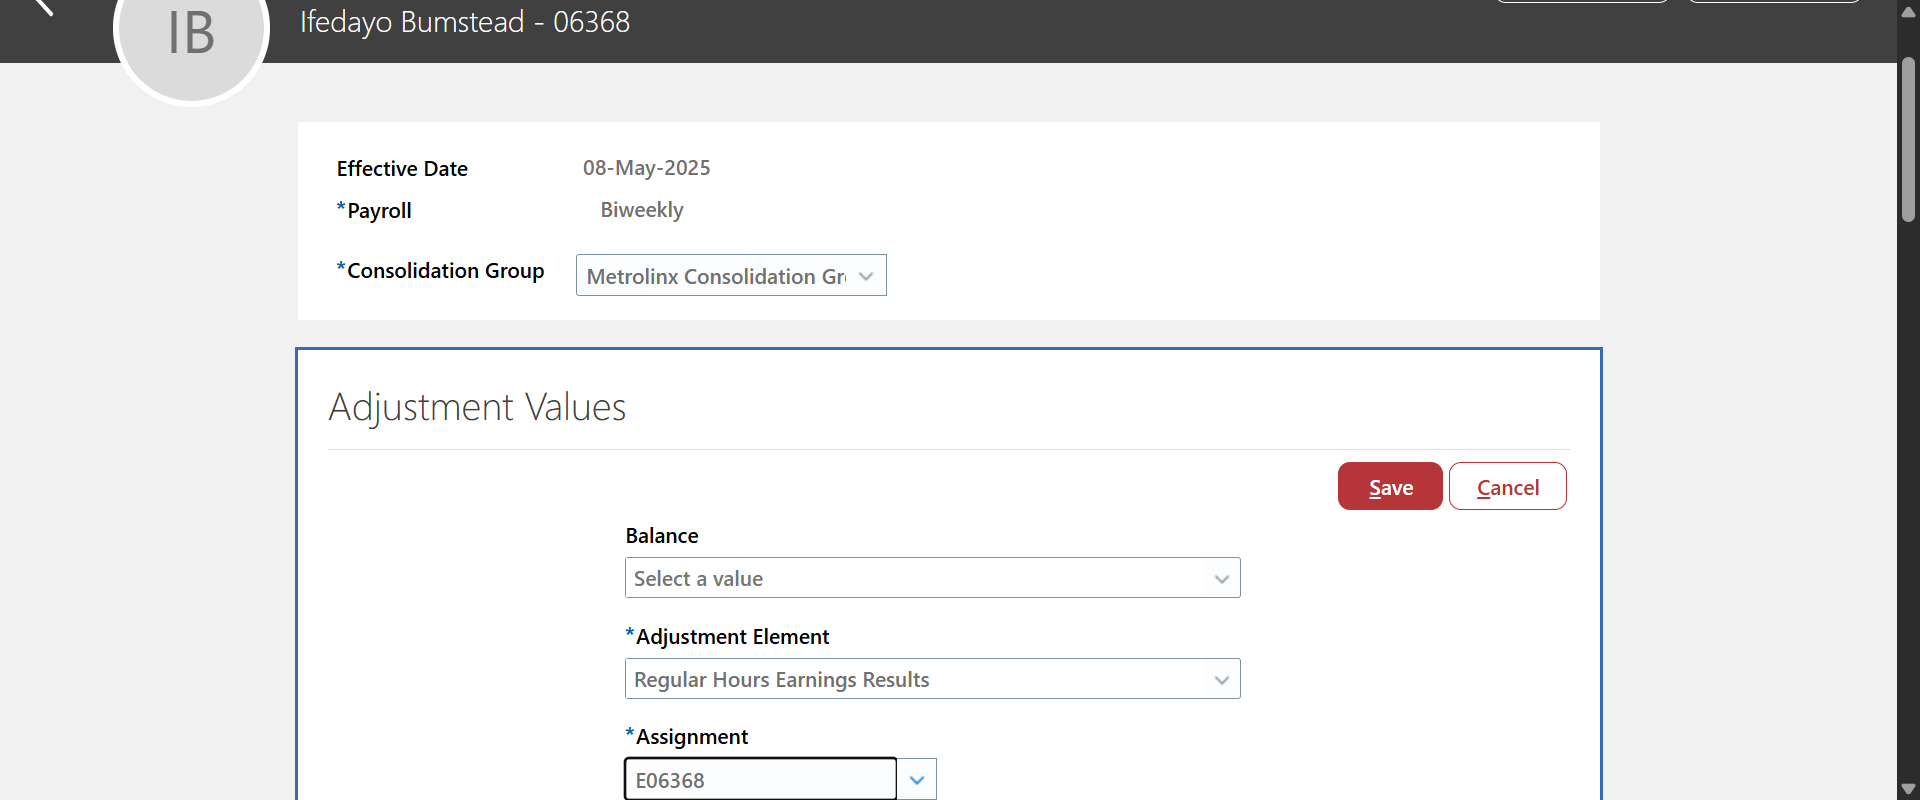 IB
Ifedayo Bumstead - 06368
Effective Date
08-May-2025
*Payroll
Biweekly
*Consolidation Group
Metrolinx Consolidation Gr
Adjustment Values
Save
Cancel
Balance
Select a value
*Adjustment Element
Regular Hours Earnings Results
*Assignment
E06368